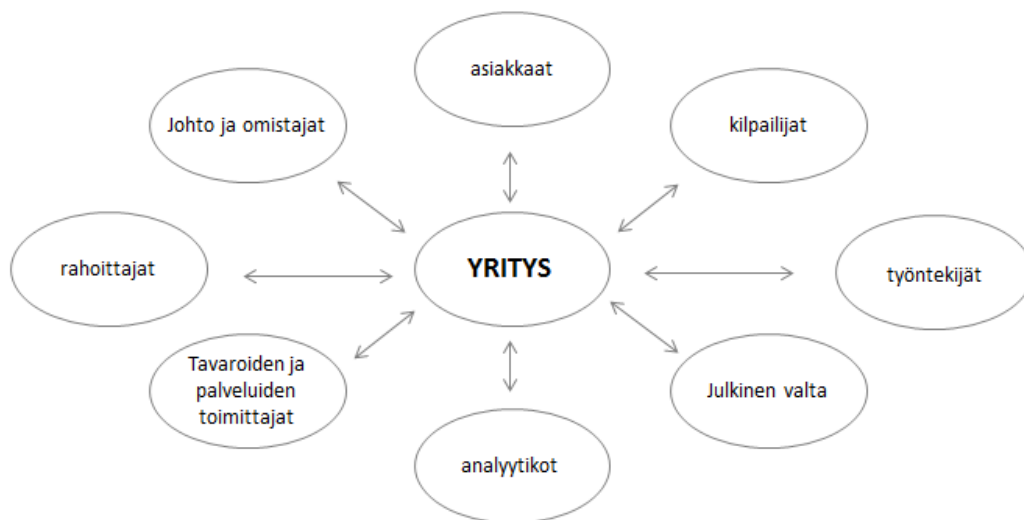 asiakkaat
Johto ja omistajat
kilpailijat
rahoittajat
YRITYS
työntekijät
Tavaroiden ja
palveluiden
toimittajat
Julkinen valta
analyytikot